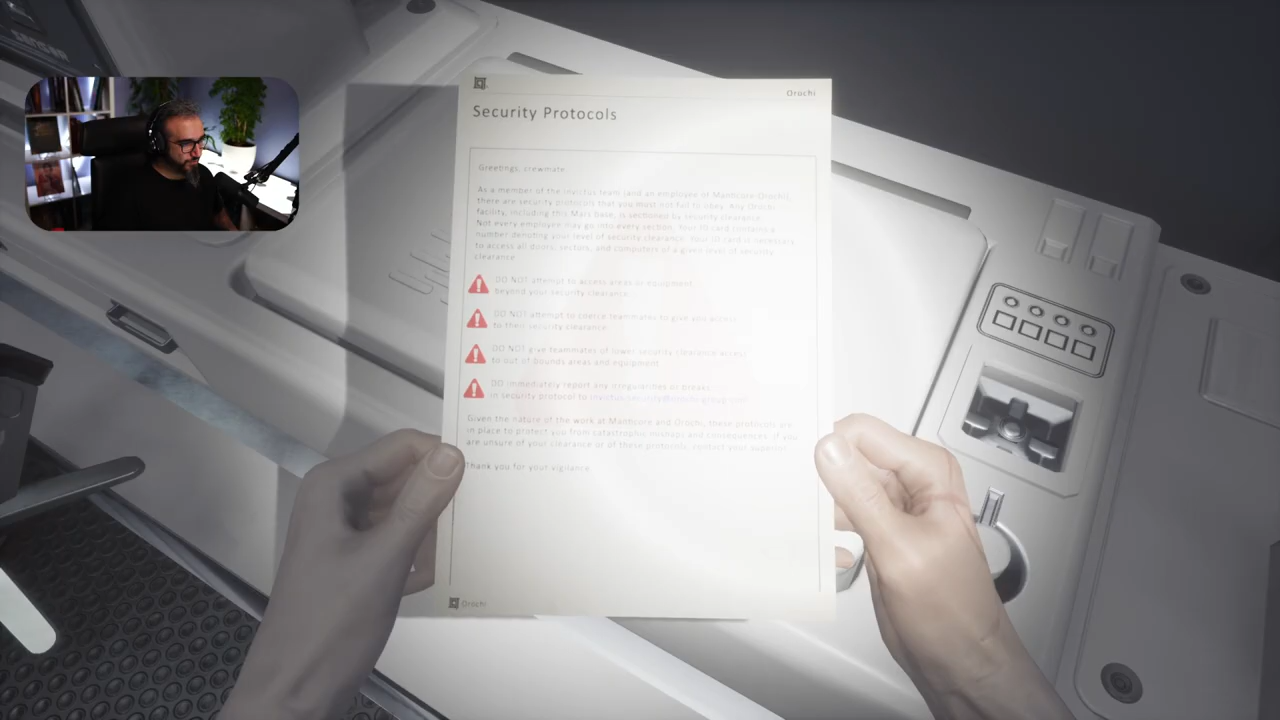 Orochi
Security Protocols
Greetings, crewmate
As a member of the Invictus team (and an employee of Manticore-Orochi),
there are security protocols that you must not fail to obey. Any Orochi
facility, including this Mars base, is sectioned by security clearance.
Not every employee may go into every section. Your ID card contains a
number denoting your level of security clearance. Your ID card is necessary
to access all doors, sectors, and computers of a given level of security
clearance.
DO NOT attempt to access areas or equipment
beyond your security clearance.
DO NOT attempt to coerce teammates to give you access
to their security clearance.
DO NOT give teammates of lower security clearance access
to out of bounds areas and equipment.
DO immediately report any irregularities or breaks
in security protocol to
Given the nature of the work at Manticore and Orochi, these protocols are
in place to protect you from catastrophic mishaps and consequences. If you
are unsure of your clearance or of these protocols, contact your superior.
Thank you for your vigilance.
Orochi